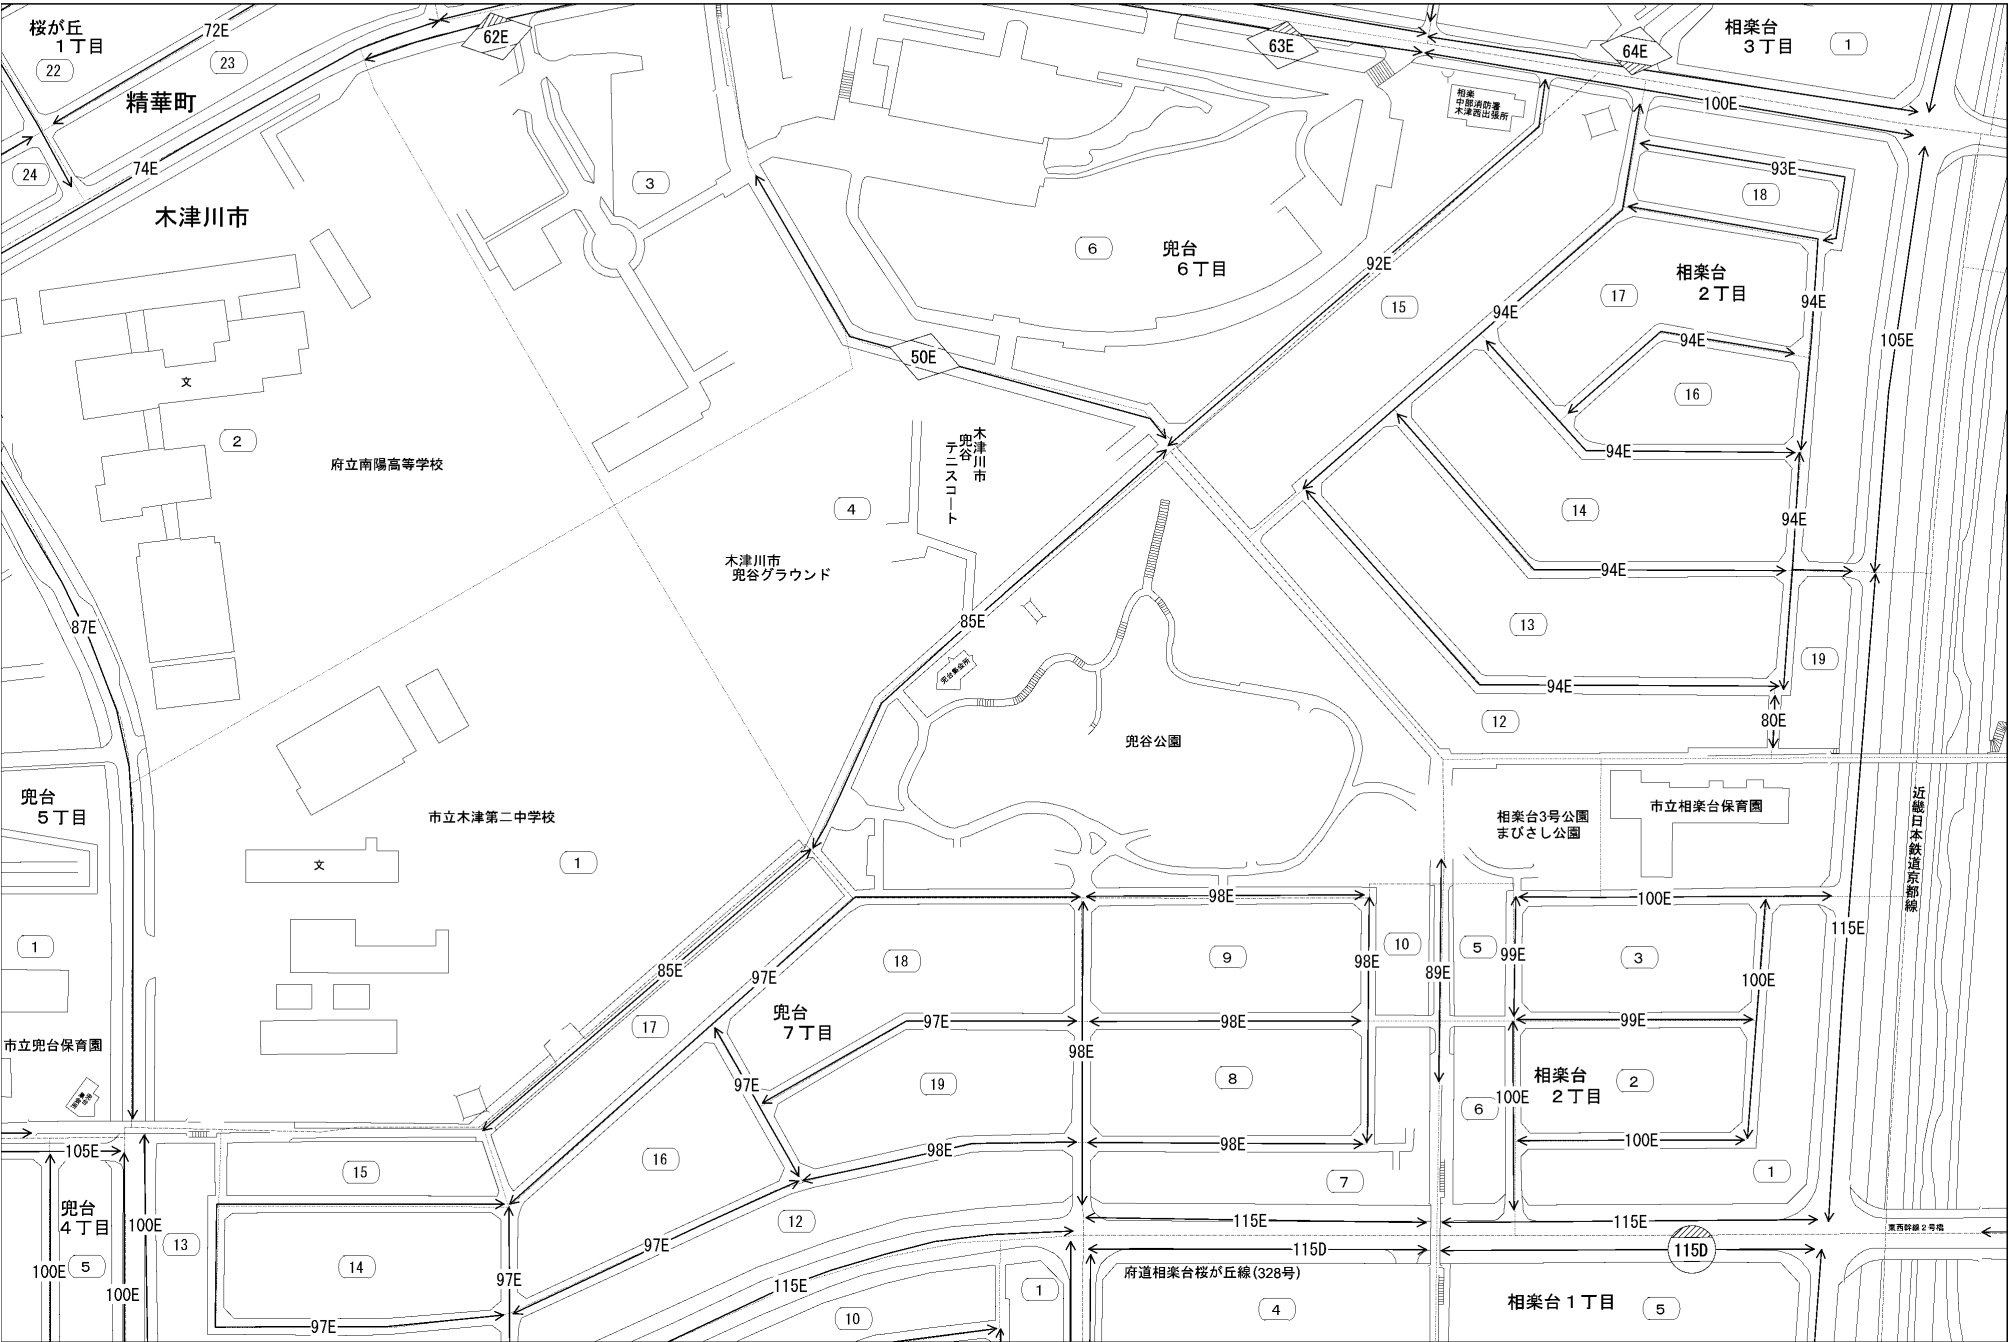 桜が丘
1丁目
72E
22
23
62E
63E
64E
相楽台
3丁目
1
精華町
相楽
中部消防署
木津西出張所
100E
24
74E
3
93E
18
木津川市
6
兜台
6丁目
92E
相楽台
2丁目
17
15
94E
94E
105E
50E
94E
文
16
2
府立南陽高等学校
木津川市
兜谷
テニスコート
94E
4
14
94E
木津川市
兜谷グラウンド
94E
87E
85E
13
兜台集会所
19
94E
12
80E
兜谷公園
兜台
5丁目
市立木津第二中学校
相楽台3号公園
まびさし公園
市立相楽台保育園
近畿日本鉄道京都線
文
1
98E
100E
115E
1
18
9
10
5
3
85E
97E
98E
89E
99E
100E
17
兜台
7丁目
97E
98E
99E
市立兜台保育園
98E
97E
19
8
相楽台
2丁目
2
6
100E
105E
15
16
98E
98E
100E
7
1
兜台
4丁目
100E
13
97E
12
115E
115E
東西幹線2号橋
115D
115D
100E
5
100E
14
97E
115E
府道相楽台桜が丘線(328号)
1
4
相楽台1丁目
5
97E
10